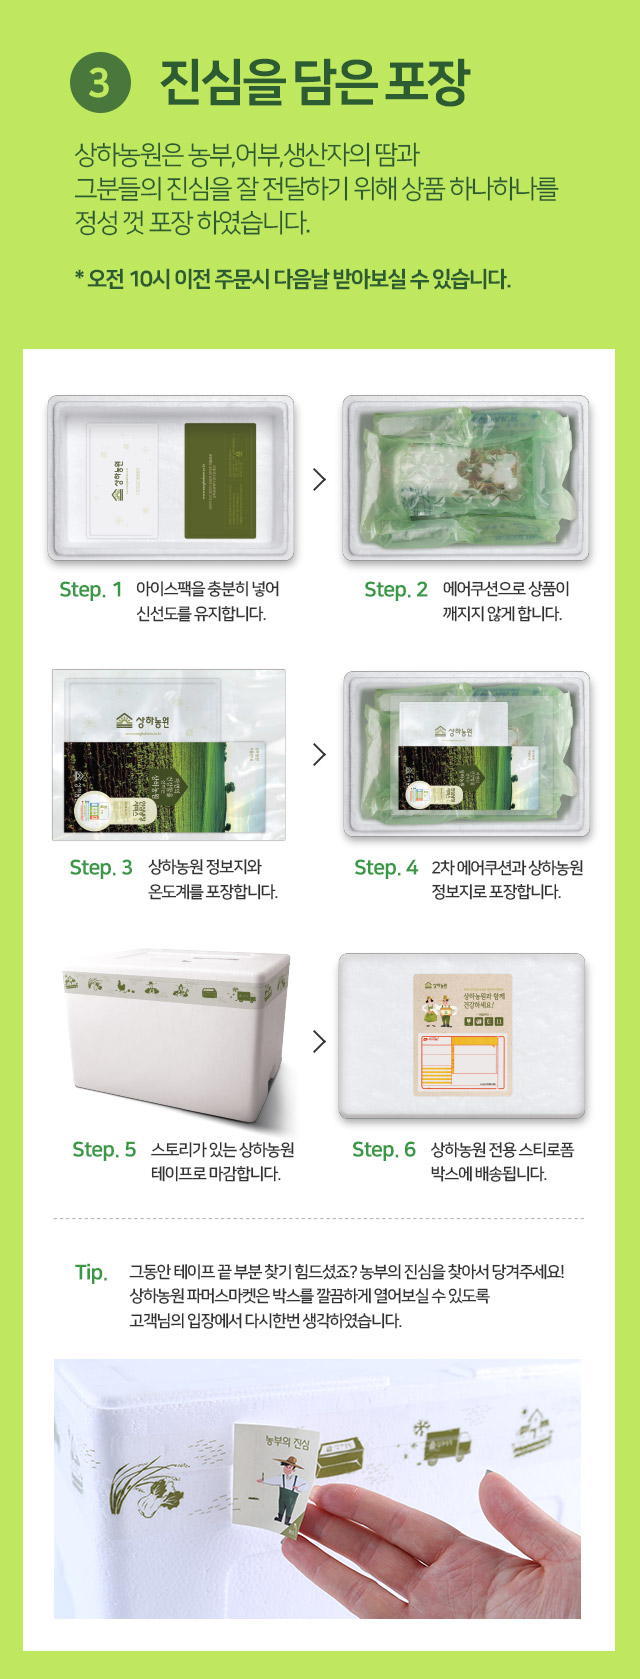 3 진심을 담은 포장
상하농원은 농부,어부,생산자의 땀과
그분들의 진심을 잘 전달하기 위해 상품 하나하나를
정성 껏 포장 하였습니다.
* 오전 10시 이전 주문시 다음날 받아보실 수 있습니다.
상하농원
Step. 1 아이스팩을 충분히 넣어
신선도를 유지합니다.
Step. 2 에어쿠션으로 상품이
깨지지 않게 합니다.
상하농원
상하농원
Step. 3 상하농원 정보지와
온도계를 포장합니다.
상하농원
Step. 4 2차 에어쿠션과 상하농원
정보지로 포장합니다.
Step. 5 스토리가 있는 상하농원
테이프로 마감합니다.
상하농원
상하농원과 함께
건강하세요!
Step. 6 상하농원 전용 스티로폼
박스에 배송됩니다.
Tip. 그동안 테이프 끝 부분 찾기 힘드셨죠? 농부의 진심을 찾아서 당겨주세요!
상하농원 파머스마켓은 박스를 깔끔하게 열어보실 수 있도록
고객님의 입장에서 다시한번 생각하였습니다.
농부의 진심